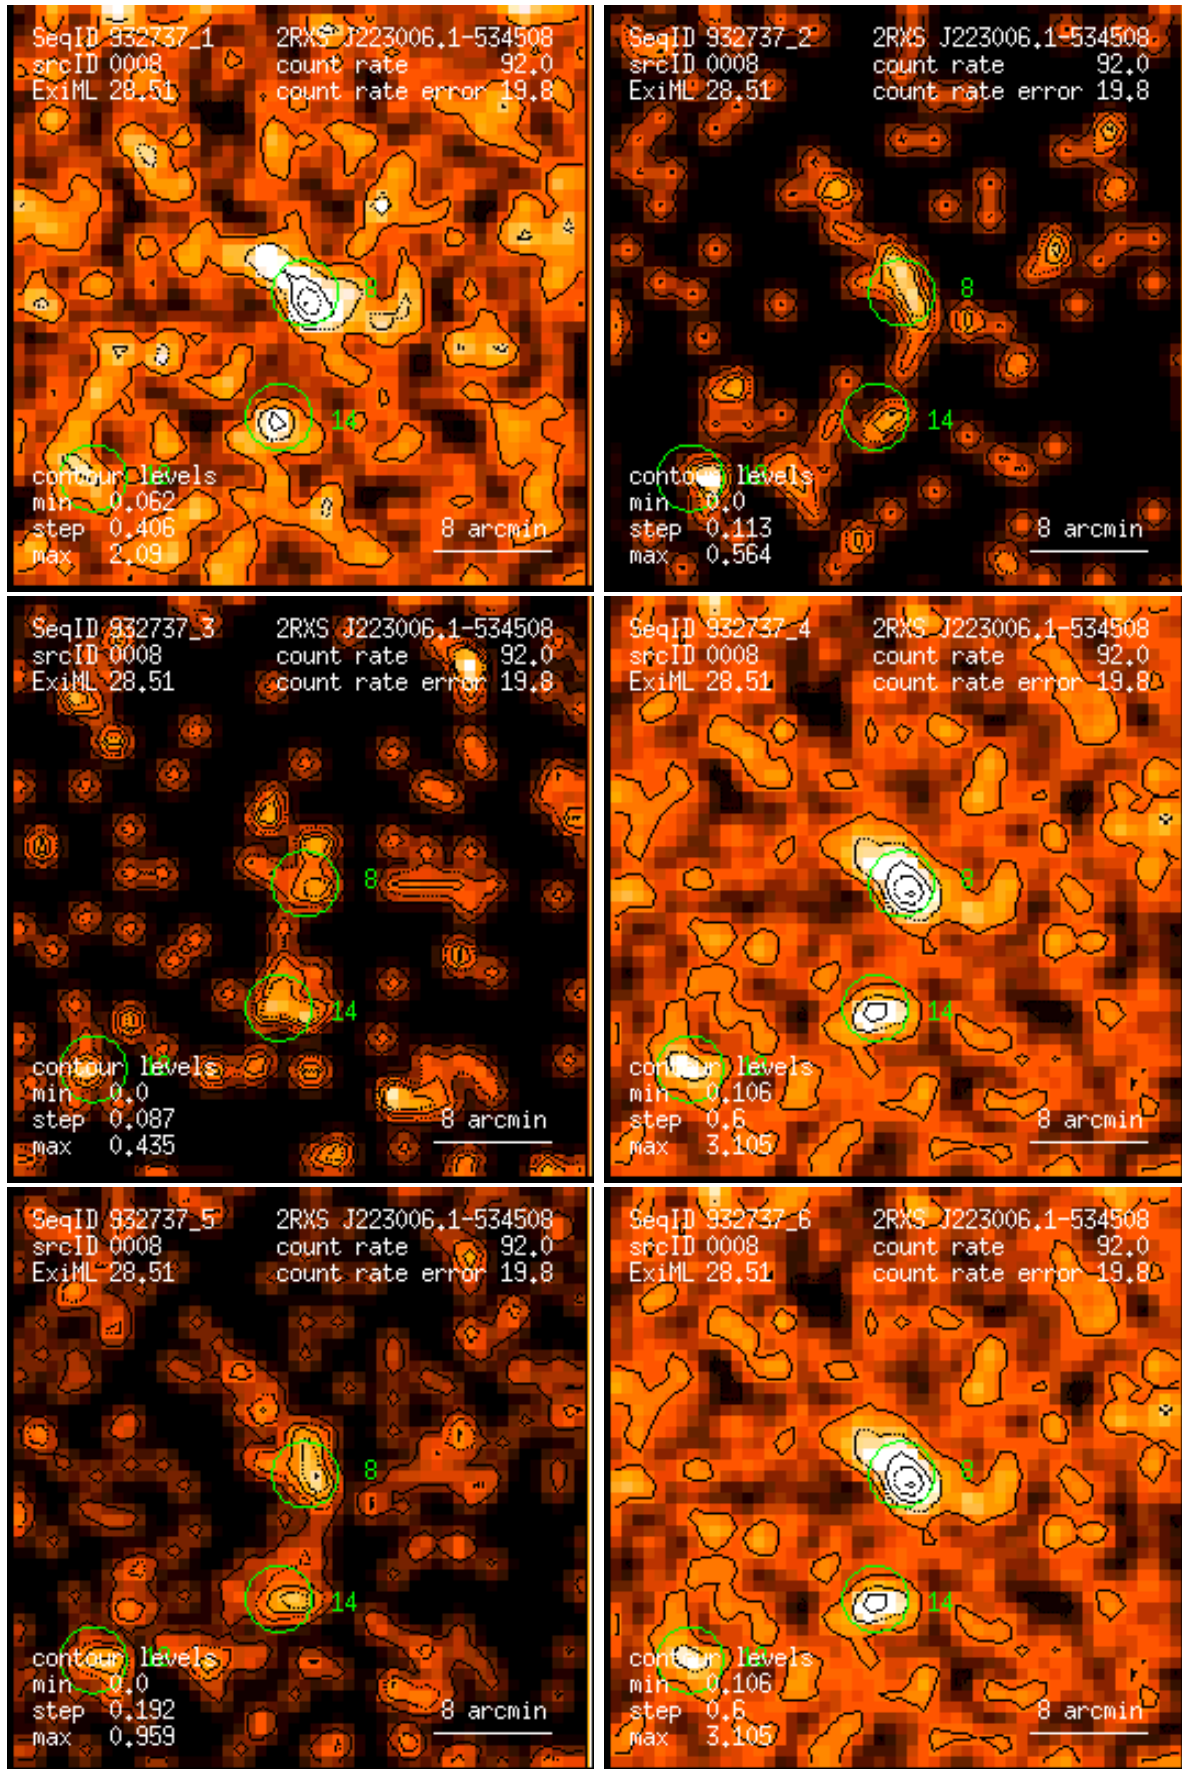 SeqID 932737_1 2RXS J223006.1-534508
srcID 0008 count rate 92.0
ExiML 28.51 count rate error 19.8
8
14
contour levels
min 0.062
step 0.406
max 2.09
8 arcmin
SeqID 932737_2 2RXS J223006.1-534508
srcID 0008 count rate 92.0
ExiML 28.51 count rate error 19.8
8
14
contour levels
min 0.0
step 0.113
max 0.564
8 arcmin
SeqID 932737_3 2RXS J223006.1-534508
srcID 0008 count rate 92.0
ExiML 28.51 count rate error 19.8
8
14
contour levels
min 0.0
step 0.087
max 0.435
8 arcmin
SeqID 932737_4 2RXS J223006.1-534508
srcID 0008 count rate 92.0
ExiML 28.51 count rate error 19.8
8
14
contour levels
min 0.106
step 0.6
max 3.105
8 arcmin
SeqID 932737_5 2RXS J223006.1-534508
srcID 0008 count rate 92.0
ExiML 28.51 count rate error 19.8
8
14
contour levels
min 0.0
step 0.192
max 0.959
8 arcmin
SeqID 932737_6 2RXS J223006.1-534508
srcID 0008 count rate 92.0
ExiML 28.51 count rate error 19.8
8
14
contour levels
min 0.106
step 0.6
max 3.105
8 arcmin